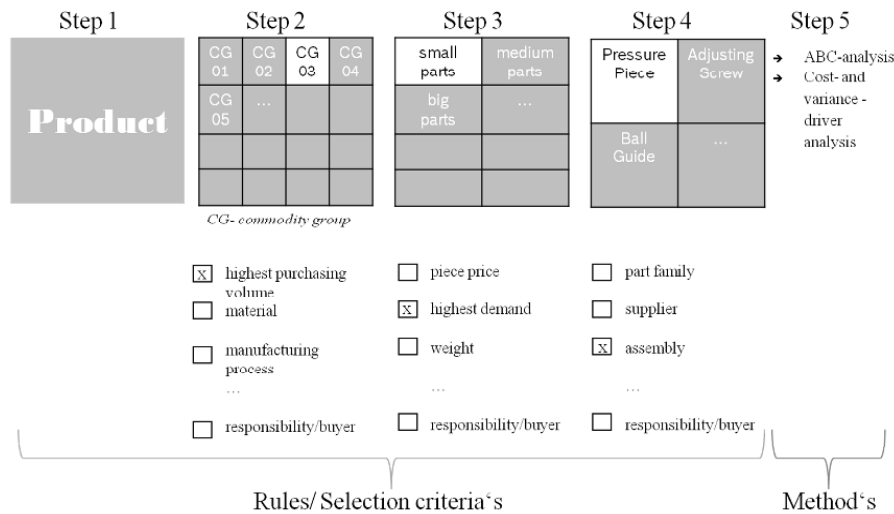 Step 1
Step 2
Step 3
Step 4
Step 5
Product
CG 01
CG 02
CG 03
CG 04
CG 05
...
CG- commodity group
small parts
medium parts
big parts
...
Pressure Piece
Adjusting Screw
Ball Guide
...
→ ABC-analysis
→ Cost- and
variance -
driver
analysis
x highest purchasing
volume
material
manufacturing
process
...
responsibility/buyer
piece price
x highest demand
weight
...
responsibility/buyer
part family
supplier
x assembly
...
responsibility/buyer
Rules/ Selection criteria‘s
Method‘s